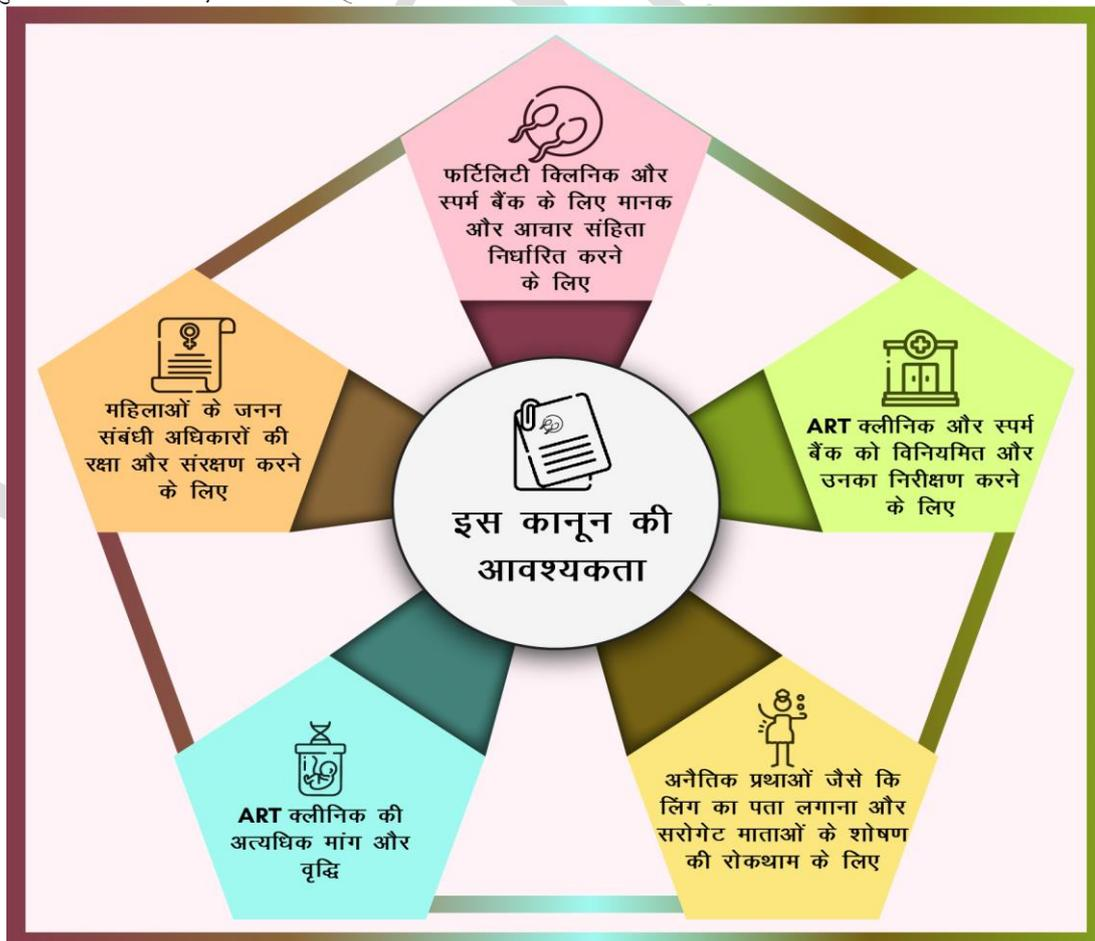 फर्टिलिटी क्लिनिक और
स्पर्म बैंक के लिए मानक
और आचार संहिता
निर्धारित करने
के लिए
महिलाओं के जनन
संबंधी अधिकारों की
रक्षा और संरक्षण करने
के लिए
ART क्लीनिक और स्पर्म
बैंक को विनियमित और
उनका निरीक्षण करने
के लिए
इस कानून की
आवश्यकता
ART क्लीनिक की
अत्यधिक मांग और
वृद्धि
अनैतिक प्रथाओं जैसे कि
लिंग का पता लगाना और
सरोगेट माताओं के शोषण
की रोकथाम के लिए